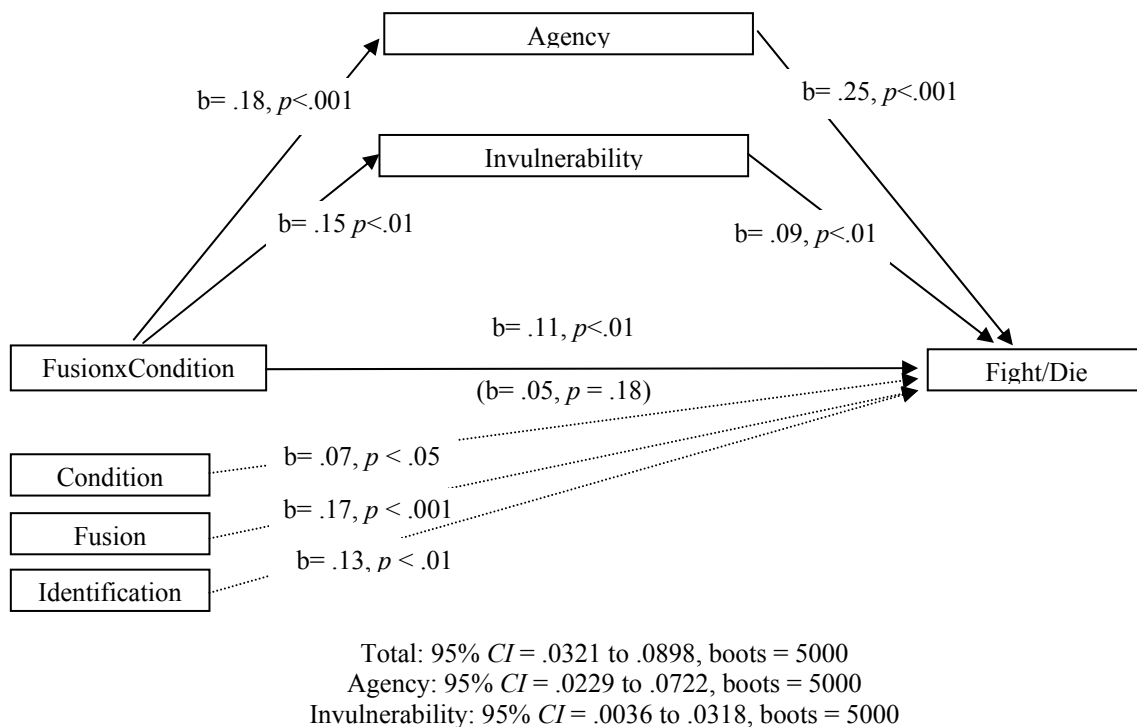 Agency
b= .18, p<.001
b= .25, p<.001
Invulnerability
b= .15 p<.01
b= .09, p<.01
b= .11, p<.01
FusionxCondition
Fight/Die
(b= .05, p = .18)
b= .07, p < .05
Condition
b= .17, p < .001
Fusion
b= .13, p < .01
Identification
Total: 95% CI = .0321 to .0898, boots = 5000
Agency: 95% CI = .0229 to .0722, boots = 5000
Invulnerability: 95% CI = .0036 to .0318, boots = 5000